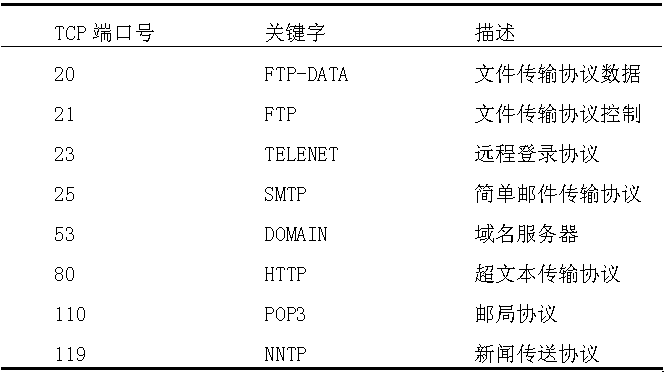 TCP 端口号 关键字 描述
20 FTP-DATA 文件传输协议数据
21 FTP 文件传输协议控制
23 TELENET 远程登录协议
25 SMTP 简单邮件传输协议
53 DOMAIN 域名服务器
80 HTTP 超文本传输协议
110 POP3 邮局协议
119 NNTP 新闻传送协议